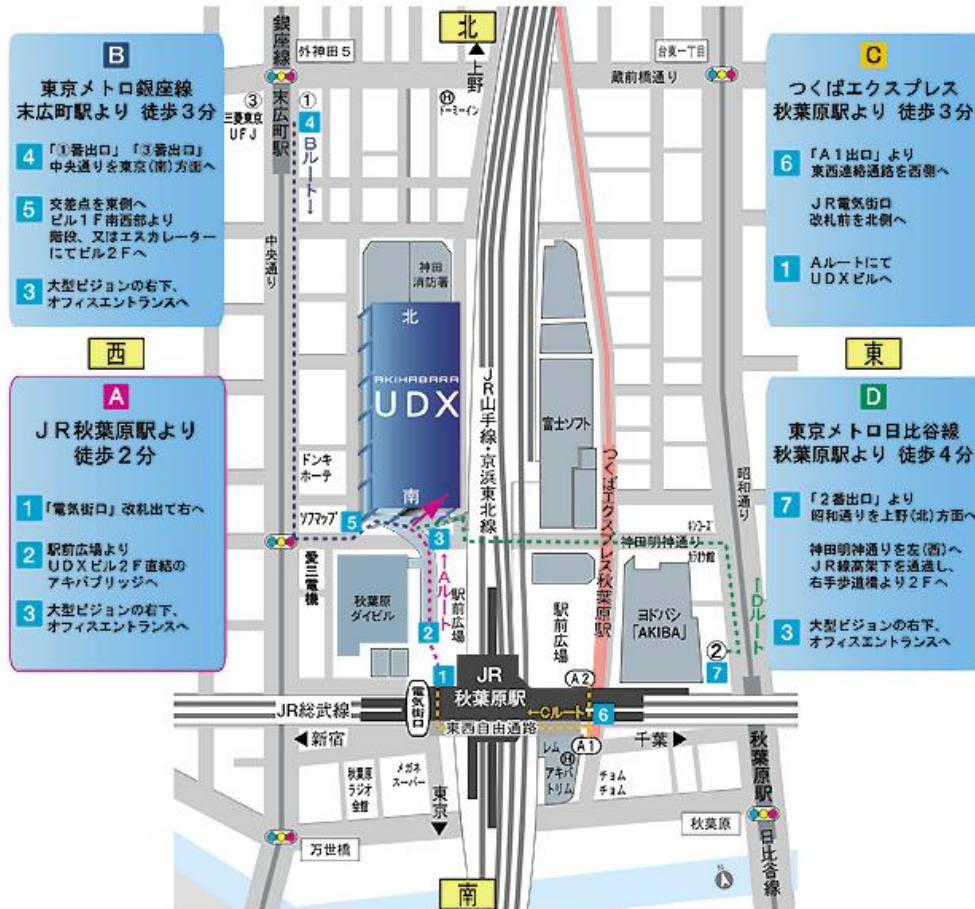 北
▲
上野
銀座線
外神田5
台東一丁目
蔵前橋通り
③
三菱東京
UFJ
末広町駅
①
4
Bルート→
H
ドーミーイン
B
東京メトロ銀座線
末広町駅より 徒歩3分
4 「①番出口」「③番出口」
中央通りを東京(南)方面へ
5 交差点を東側へ
ビル1F南西部より
階段、又はエスカレーター
にてビル2Fへ
3 大型ビジョンの右下、
オフィスエントランスへ
C
つくばエクスプレス
秋葉原駅より 徒歩3分
6 「A1出口」より
東西連絡通路を西側へ
JR電気街口
改札前を北側へ
1 Aルートにて
UDXビルへ
西
東
A
JR秋葉原駅より
徒歩2分
1 「電気街口」改札出て右へ
2 駅前広場より
UDXビル2F直結の
アキバブリッジへ
3 大型ビジョンの右下、
オフィスエントランスへ
D
東京メトロ日比谷線
秋葉原駅より 徒歩4分
7 「2番出口」より
昭和通りを上野(北)方面へ
神田明神通りを左(西)へ
JR線高架下を通過し、
右手歩道橋より2Fへ
3 大型ビジョンの右下、
オフィスエントランスへ
中央通り
神田
消防署
北
AKIHABARA
UDX
南
JR山手線・京浜東北線
富士ソフト
つくばエクスプレス秋葉原駅
昭和通り
ドンキ
ホーテ
ソフマップ
5
3
神田明神通り
愛三電機
秋葉原
ダイビル
←Aルート
駅前広場
2
1
駅前広場
ヨドバシ
「AKIBA」
←Dルート
②
7
JR
秋葉原駅
A2
←Cルート
6
JR総武線
電気街口
東西自由通路
A1
◀新宿
千葉▶
秋葉原
ラジオ
会館
メガネ
スーパー
東京
▼
レム
H
アキバ
トリム
チョム
チョム
秋葉原駅
秋葉原
日比谷線
万世橋
南
N